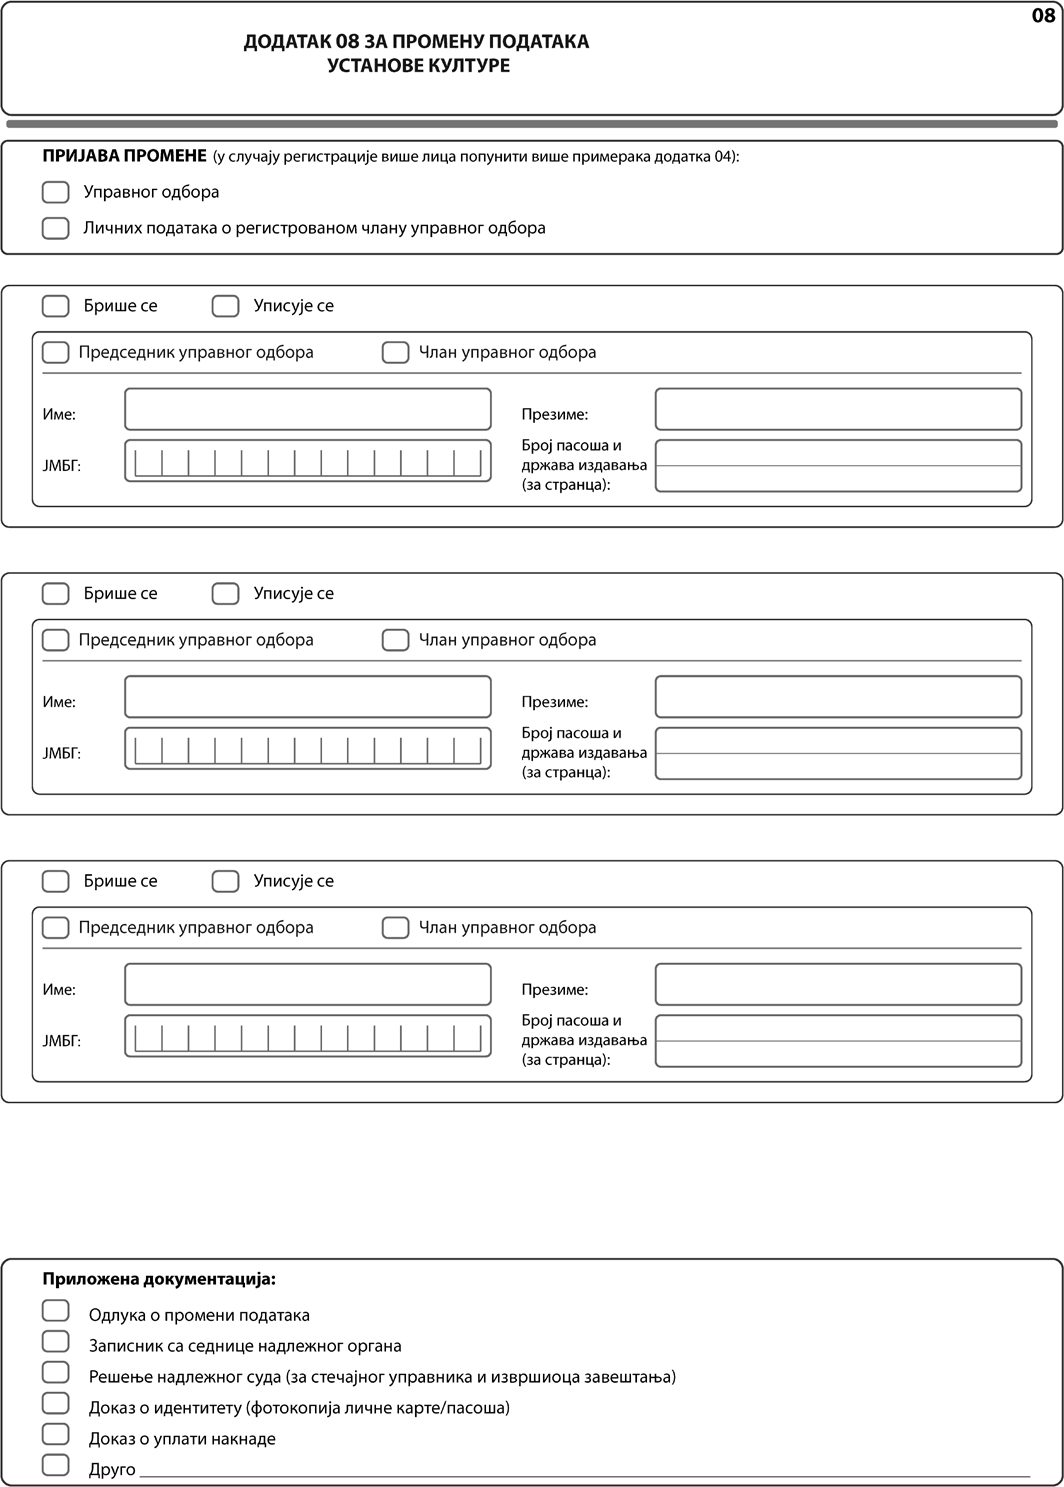 08
ДОДАТАК 08 ЗА ПРОМЕНУ ПОДАТАКА
УСТАНОВЕ КУЛТУРЕ
ПРИЈАВА ПРОМЕНЕ (у случају регистрације више лица попунити више примерака додатка 04):
Управног одбора
Личних података о регистрованом члану управног одбора
Брише се Уписује се
Председник управног одбора Члан управног одбора
Име: Презиме:
ЈМБГ: Број пасоша и
држава издавања
(за странца):
Брише се Уписује се
Председник управног одбора Члан управног одбора
Име: Презиме:
ЈМБГ: Број пасоша и
држава издавања
(за странца):
Брише се Уписује се
Председник управног одбора Члан управног одбора
Име: Презиме:
ЈМБГ: Број пасоша и
држава издавања
(за странца):
Приложена документација:
Одлука о промени података
Записник са седнице надлежног органа
Решење надлежног суда (за стечајног управника и извршиоца завештања)
Доказ о идентитету (фотокопија личне карте/пасоша)
Доказ о уплати накнаде
Друго